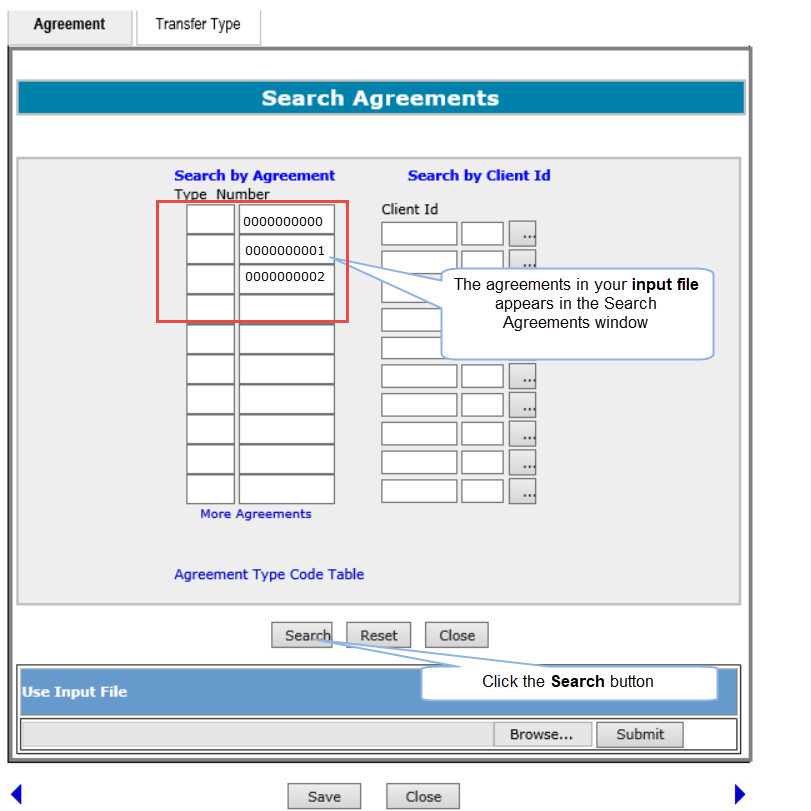 Agreement
Transfer Type
Search Agreements
Search by Agreement
Type Number
0000000000
0000000001
0000000002
More Agreements
Agreement Type Code Table
Search by Client Id
Client Id
...
...
...
...
...
...
...
The agreements in your input file
appears in the Search
Agreements window
Search
Reset
Close
Click the Search button
Use Input File
Browse...
Submit
Save
Close